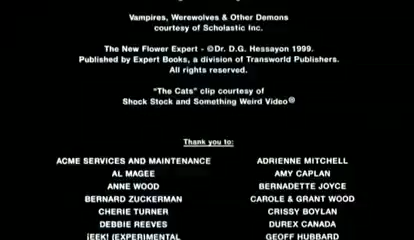 Vampires, Werewolves & Other Demons
courtesy of Scholastic Inc.
The New Flower Expert - ©Dr. D.G. Hessayon 1999.
Published by Expert Books, a division of Transworld Publishers.
All rights reserved.
"The Cats" clip courtesy of
Shock Stock and Something Weird Video®
Thank you to:
ACME SERVICES AND MAINTENANCE
AL MAGEE
ANNE WOOD
BERNARD ZUCKERMAN
CHERIE TURNER
DEBBIE REEVES
¡EEK! (EXPERIMENTAL
ADRIENNE MITCHELL
AMY CAPLAN
BERNADETTE JOYCE
CAROLE & GRANT WOOD
CRISSY BOYLAN
DUREX CANADA
GEOFF HUBBARD